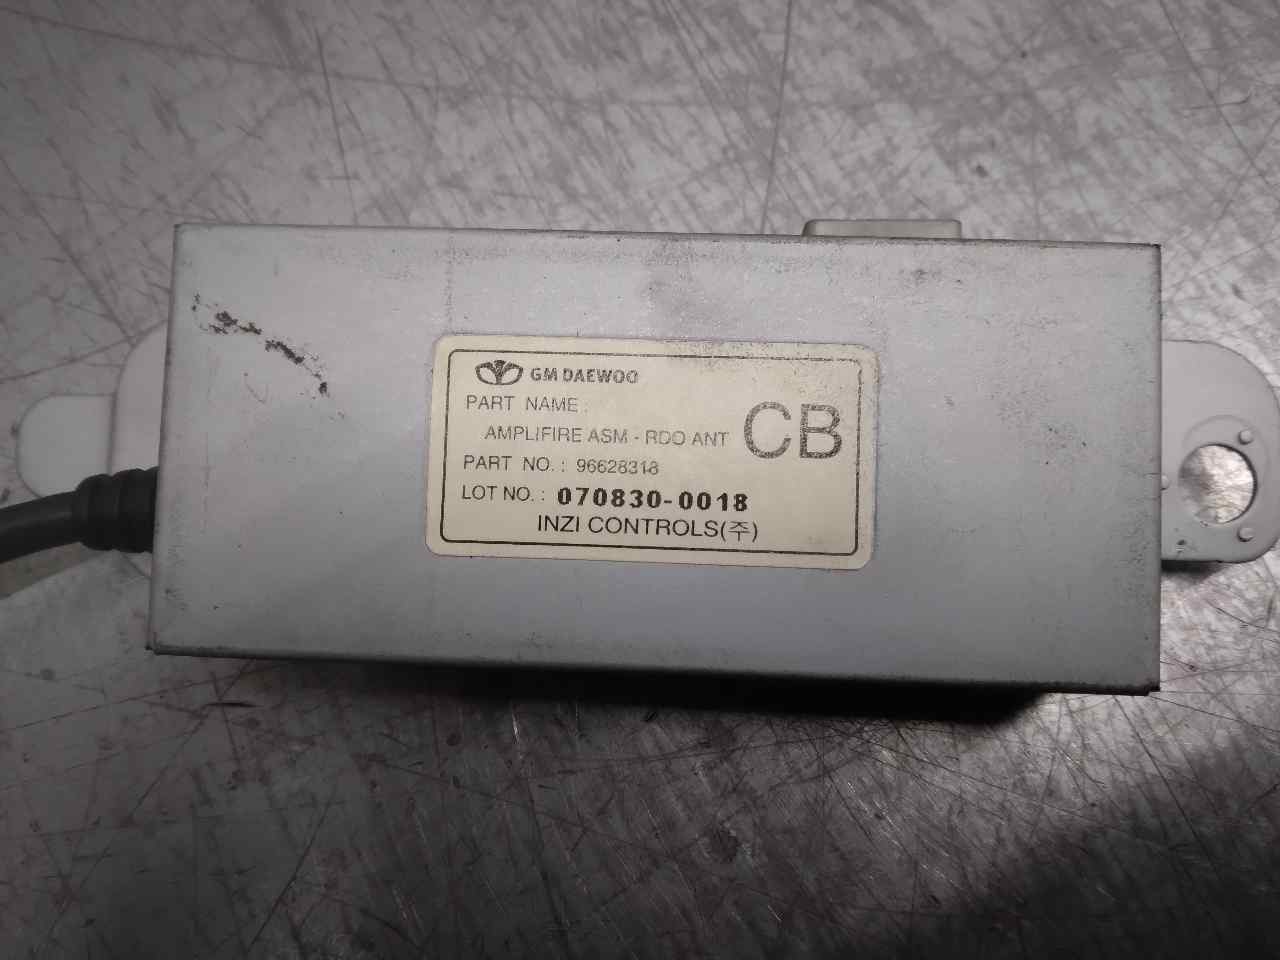 GM DAEWOO
PART NAME :
AMPLIFIRE ASM - RDO ANT
CB
PART NO. : 96628318
LOT NO. : 070830-0018
INZI CONTROLS(주)